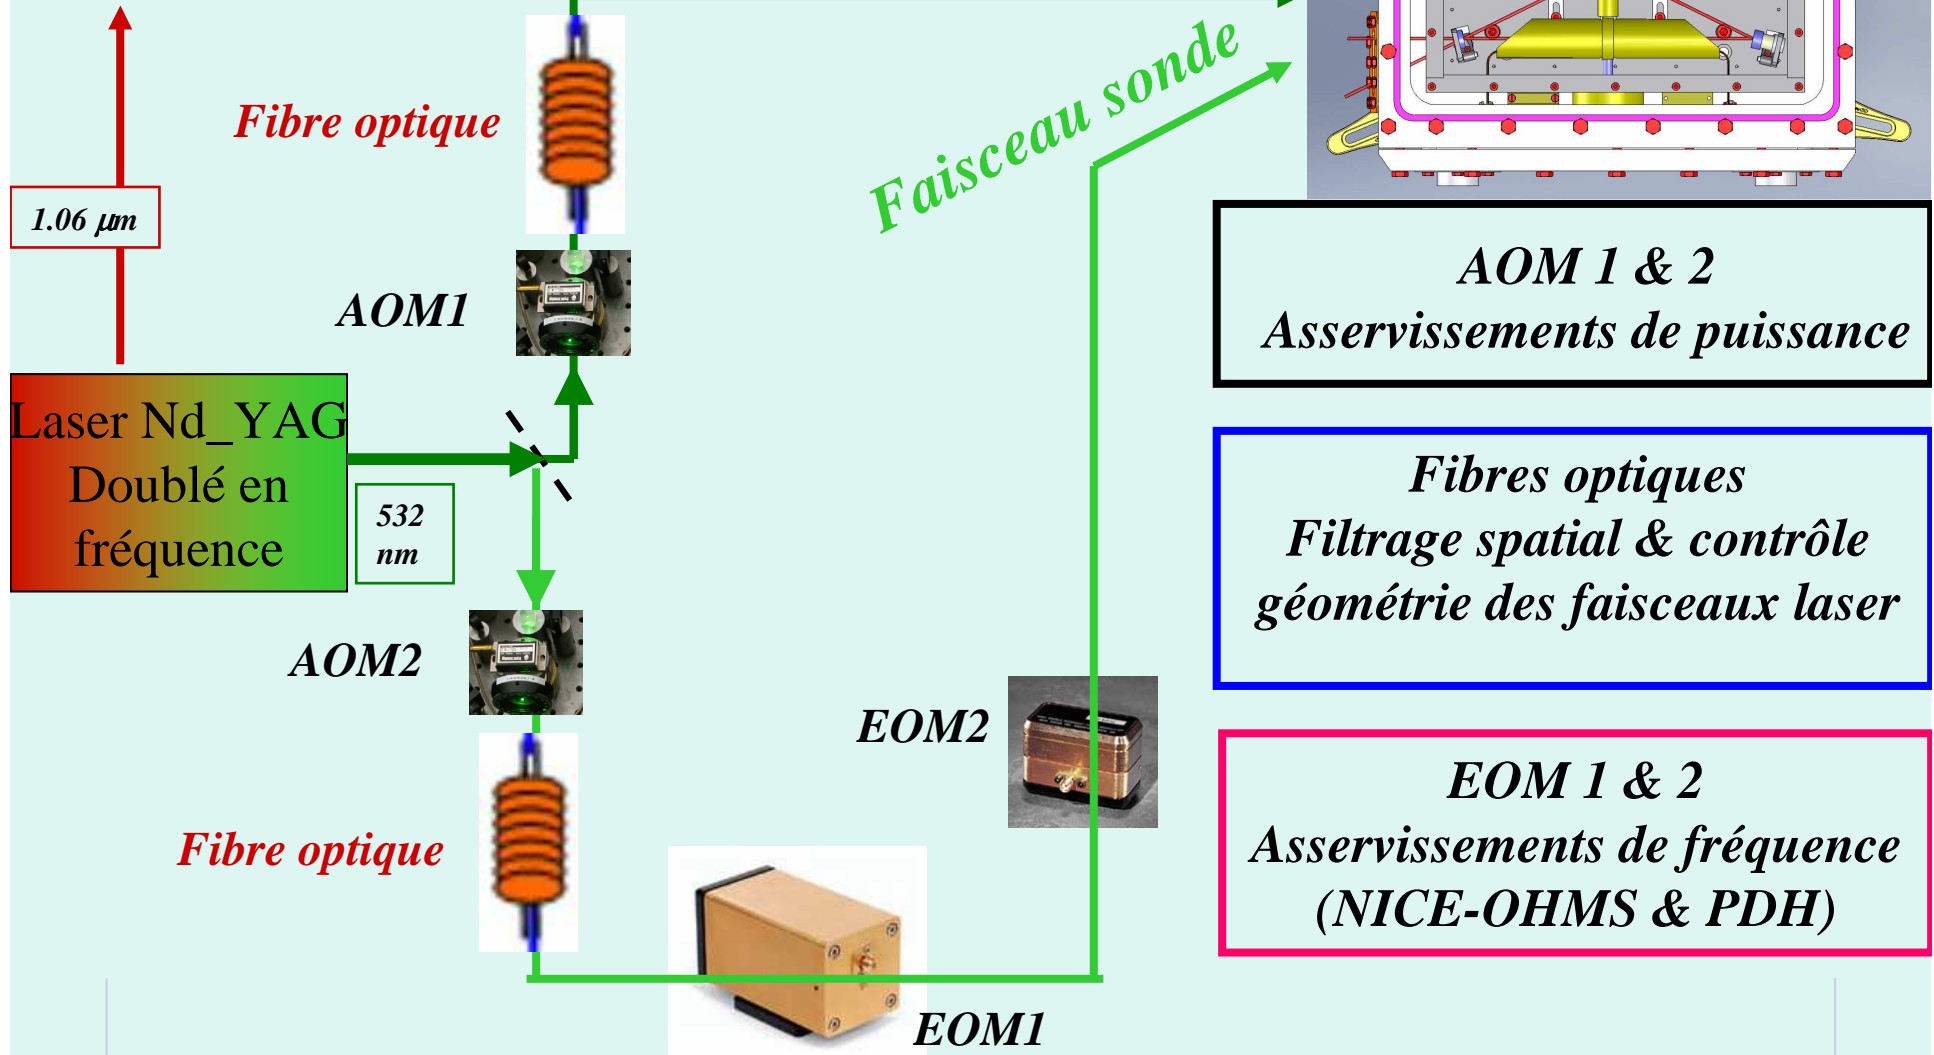 Faisceau sonde
Fibre optique
1.06 μm
AOM1
Laser Nd_YAG
Doublé en
fréquence
532
nm
AOM2
Fibre optique
EOM2
EOM1
AOM 1 & 2
Asservissements de puissance
Fibres optiques
Filtrage spatial & contrôle
géométrie des faisceaux laser
EOM 1 & 2
Asservissements de fréquence
(NICE-OHMS & PDH)